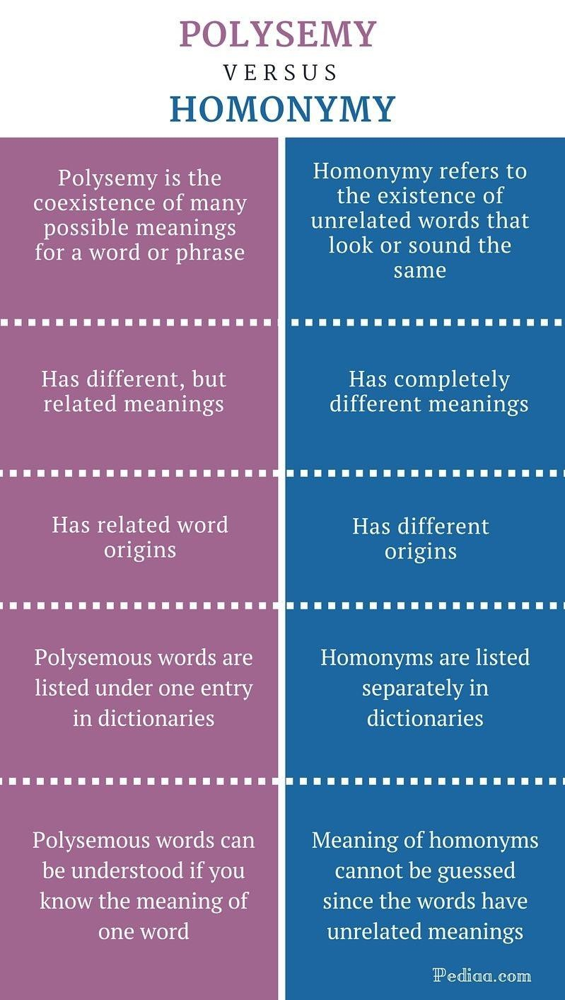 POLYSEMY
VERSUS
HOMONYMY
Polysemy is the
coexistence of many
possible meanings
for a word or phrase
Homonymy refers to
the existence of
unrelated words that
look or sound the
same
Has different, but
related meanings
Has completely
different meanings
Has related word
origins
Has different
origins
Polysemous words are
listed under one entry
in dictionaries
Homonyms are listed
separately in
dictionaries
Polysemous words can
be understood if you
know the meaning of
one word
Meaning of homonyms
cannot be guessed
since the words have
unrelated meanings
Pediaa.com